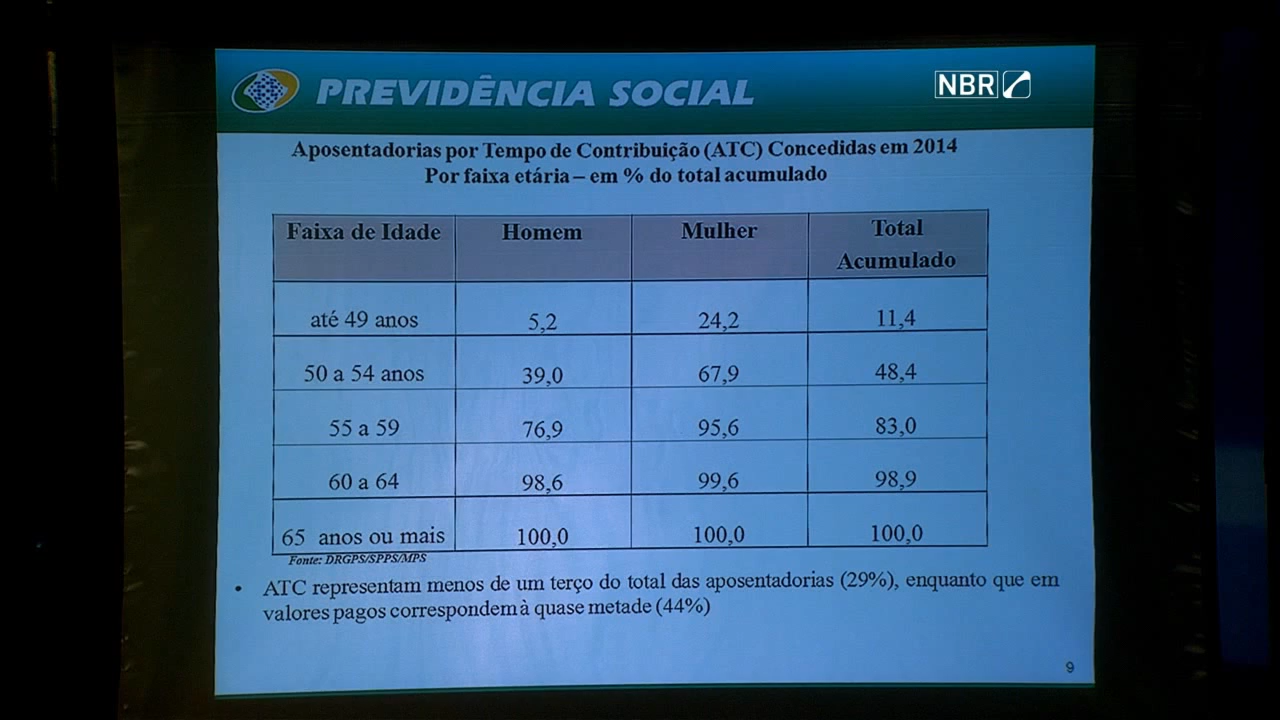 PREVIDÊNCIA SOCIAL
NBR
Aposentadorias por Tempo de Contribuição (ATC) Concedidas em 2014
Por faixa etária – em % do total acumulado
Faixa de Idade Homem Mulher Total Acumulado
até 49 anos 5,2 24,2 11,4
50 a 54 anos 39,0 67,9 48,4
55 a 59 76,9 95,6 83,0
60 a 64 98,6 99,6 98,9
65 anos ou mais 100,0 100,0 100,0
Fonte: DRGPS/SPPS/MPS
• ATC representam menos de um terço do total das aposentadorias (29%), enquanto que em
valores pagos correspondem à quase metade (44%)
9